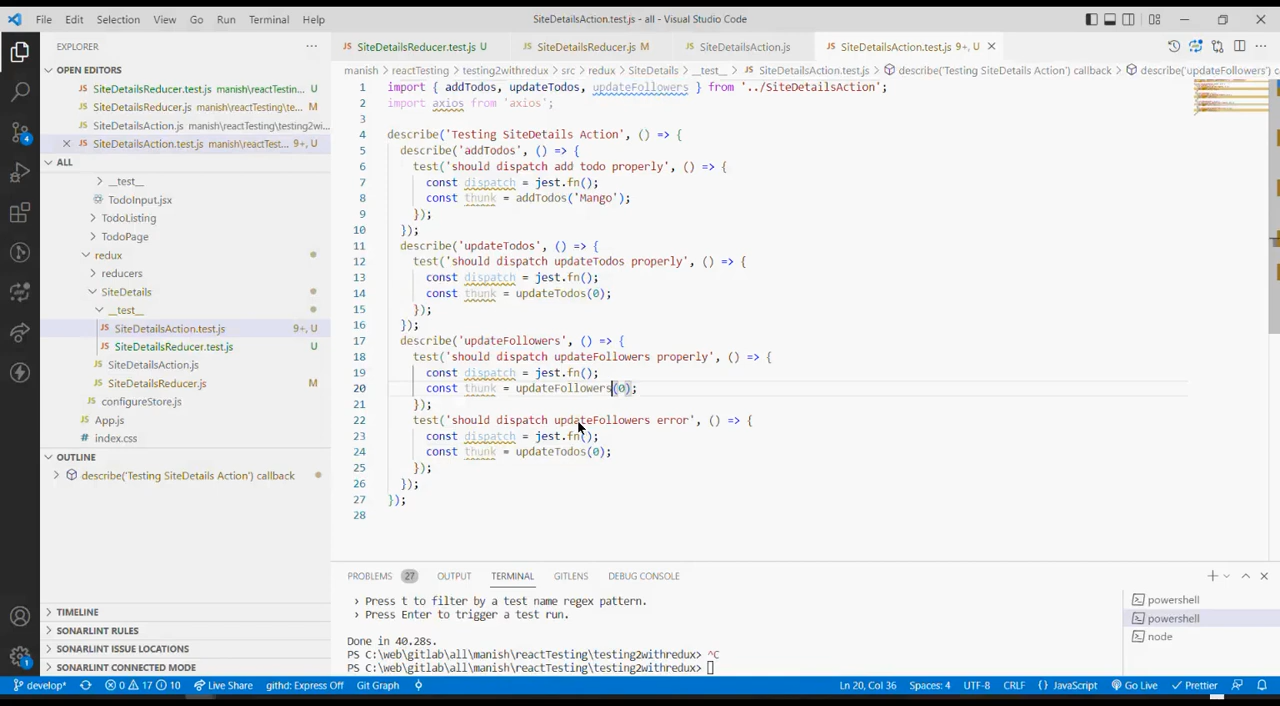 File Edit Selection View Go Run Terminal Help SiteDetailsAction.test.js - all - Visual Studio Code
EXPLORER
OPEN EDITORS
SiteDetailsReducer.test.js manish\reactTesting\te... U
SiteDetailsReducer.js manish\reactTesting\te... M
SiteDetailsAction.js manish\reactTesting\testing2wi...
SiteDetailsAction.test.js manish\reactTest... 9+, U
ALL
__test__
TodoInput.jsx
TodoListing
TodoPage
redux
reducers
SiteDetails
__test__
SiteDetailsAction.test.js 9+, U
SiteDetailsReducer.test.js U
SiteDetailsAction.js
SiteDetailsReducer.js M
configureStore.js
App.js
index.css
OUTLINE
describe('Testing SiteDetails Action') callback
TIMELINE
SONARLINT RULES
SONARLINT ISSUE LOCATIONS
SONARLINT CONNECTED MODE
4
1
SiteDetailsReducer.test.js U SiteDetailsReducer.js M SiteDetailsAction.js SiteDetailsAction.test.js 9+, U
manish > reactTesting > testing2withredux > src > redux > SiteDetails > __test__ > SiteDetailsAction.test.js > describe('Testing SiteDetails Action') callback > describe('updateFollowers') c
1 import { addTodos, updateTodos, updateFollowers } from '../SiteDetailsAction';
2 import axios from 'axios';
3
4 describe('Testing SiteDetails Action', () => {
5 describe('addTodos', () => {
6 test('should dispatch add todo properly', () => {
7 const dispatch = jest.fn();
8 const thunk = addTodos('Mango');
9 });
10 });
11 describe('updateTodos', () => {
12 test('should dispatch updateTodos properly', () => {
13 const dispatch = jest.fn();
14 const thunk = updateTodos(0);
15 });
16 });
17 describe('updateFollowers', () => {
18 test('should dispatch updateFollowers properly', () => {
19 const dispatch = jest.fn();
20 const thunk = updateFollowers(0);
21 });
22 test('should dispatch updateFollowers error', () => {
23 const dispatch = jest.fn();
24 const thunk = updateTodos(0);
25 });
26 });
27 });
28
PROBLEMS 27 OUTPUT TERMINAL GITLENS DEBUG CONSOLE
› Press t to filter by a test name regex pattern.
› Press Enter to trigger a test run.
Done in 40.28s.
PS C:\web\gitlab\all\manish\reactTesting\testing2withredux> ^C
PS C:\web\gitlab\all\manish\reactTesting\testing2withredux>
powershell
powershell
node
develop* 0 17 10 Live Share githd: Express Off Git Graph Ln 20, Col 36 Spaces: 4 UTF-8 CRLF JavaScript Go Live Prettier